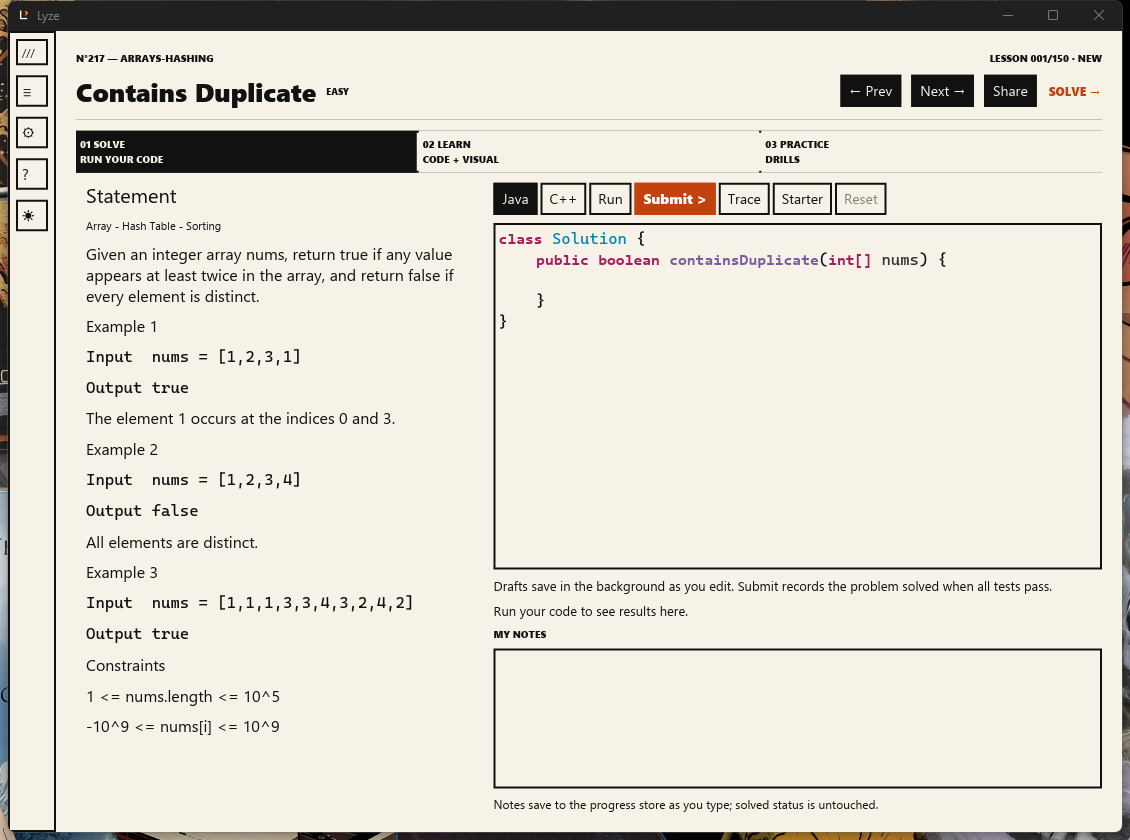 Lyze
///
N°217 — ARRAYS-HASHING
LESSON 001/150 · NEW
Contains Duplicate EASY
← Prev
Next →
Share
SOLVE →
01 SOLVE
RUN YOUR CODE
02 LEARN
CODE + VISUAL
03 PRACTICE
DRILLS
?
Statement
Array - Hash Table - Sorting
Given an integer array nums, return true if any value
appears at least twice in the array, and return false if
every element is distinct.
Example 1
Input  nums = [1,2,3,1]
Output true
The element 1 occurs at the indices 0 and 3.
Example 2
Input  nums = [1,2,3,4]
Output false
All elements are distinct.
Example 3
Input  nums = [1,1,1,3,3,4,3,2,4,2]
Output true
Constraints
1 <= nums.length <= 10^5
-10^9 <= nums[i] <= 10^9
Java
C++
Run
Submit >
Trace
Starter
Reset
class Solution {
    public boolean containsDuplicate(int[] nums) {
    }
}
Drafts save in the background as you edit. Submit records the problem solved when all tests pass.
Run your code to see results here.
MY NOTES
Notes save to the progress store as you type; solved status is untouched.